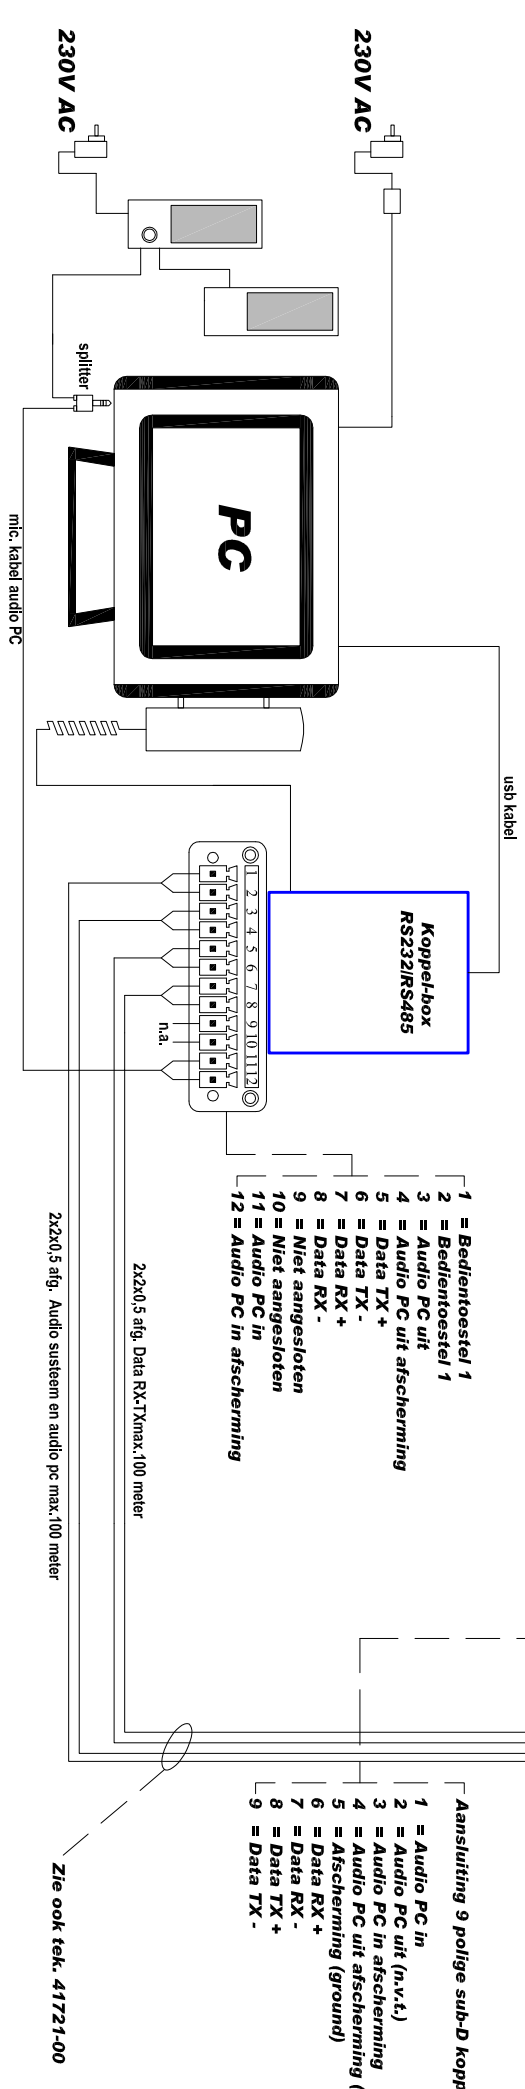 230V AC
230V AC
splitter
PC
mic. kabel audio PC
usb kabel
Koppel-box
RS232/RS485
1 2 3 4 5 6 7 8 9 10 11 12
n.a.
1 = Bedientoestel 1
2 = Bedientoestel 1
3 = Audio PC uit
4 = Audio PC uit afscherming
5 = Data TX +
6 = Data TX -
7 = Data RX +
8 = Data RX -
9 = Niet aangesloten
10 = Niet aangesloten
11 = Audio PC in
12 = Audio PC in afscherming
2x2x0,5 afg. Data RX-TXmax.100 meter
2x2x0,5 afg. Audio susteem en audio pc max.100 meter
Aansluiting 9 polige sub-D kopp
1 = Audio PC in
2 = Audio PC uit (n.v.t.)
3 = Audio PC in afscherming
4 = Audio PC uit afscherming (
5 = Afscherming (ground)
6 = Data RX +
7 = Data RX -
8 = Data TX +
9 = Data TX -
Zie ook tek. 41721-00